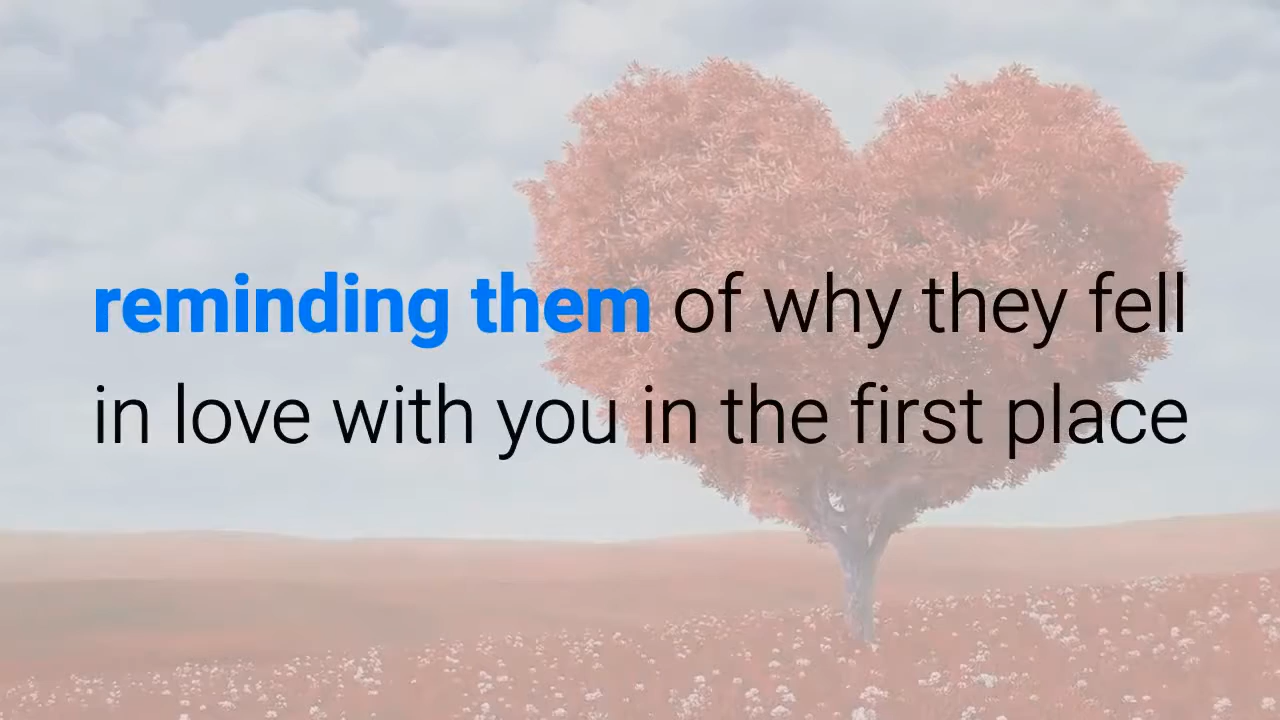 reminding them of why they fell
in love with you in the first place